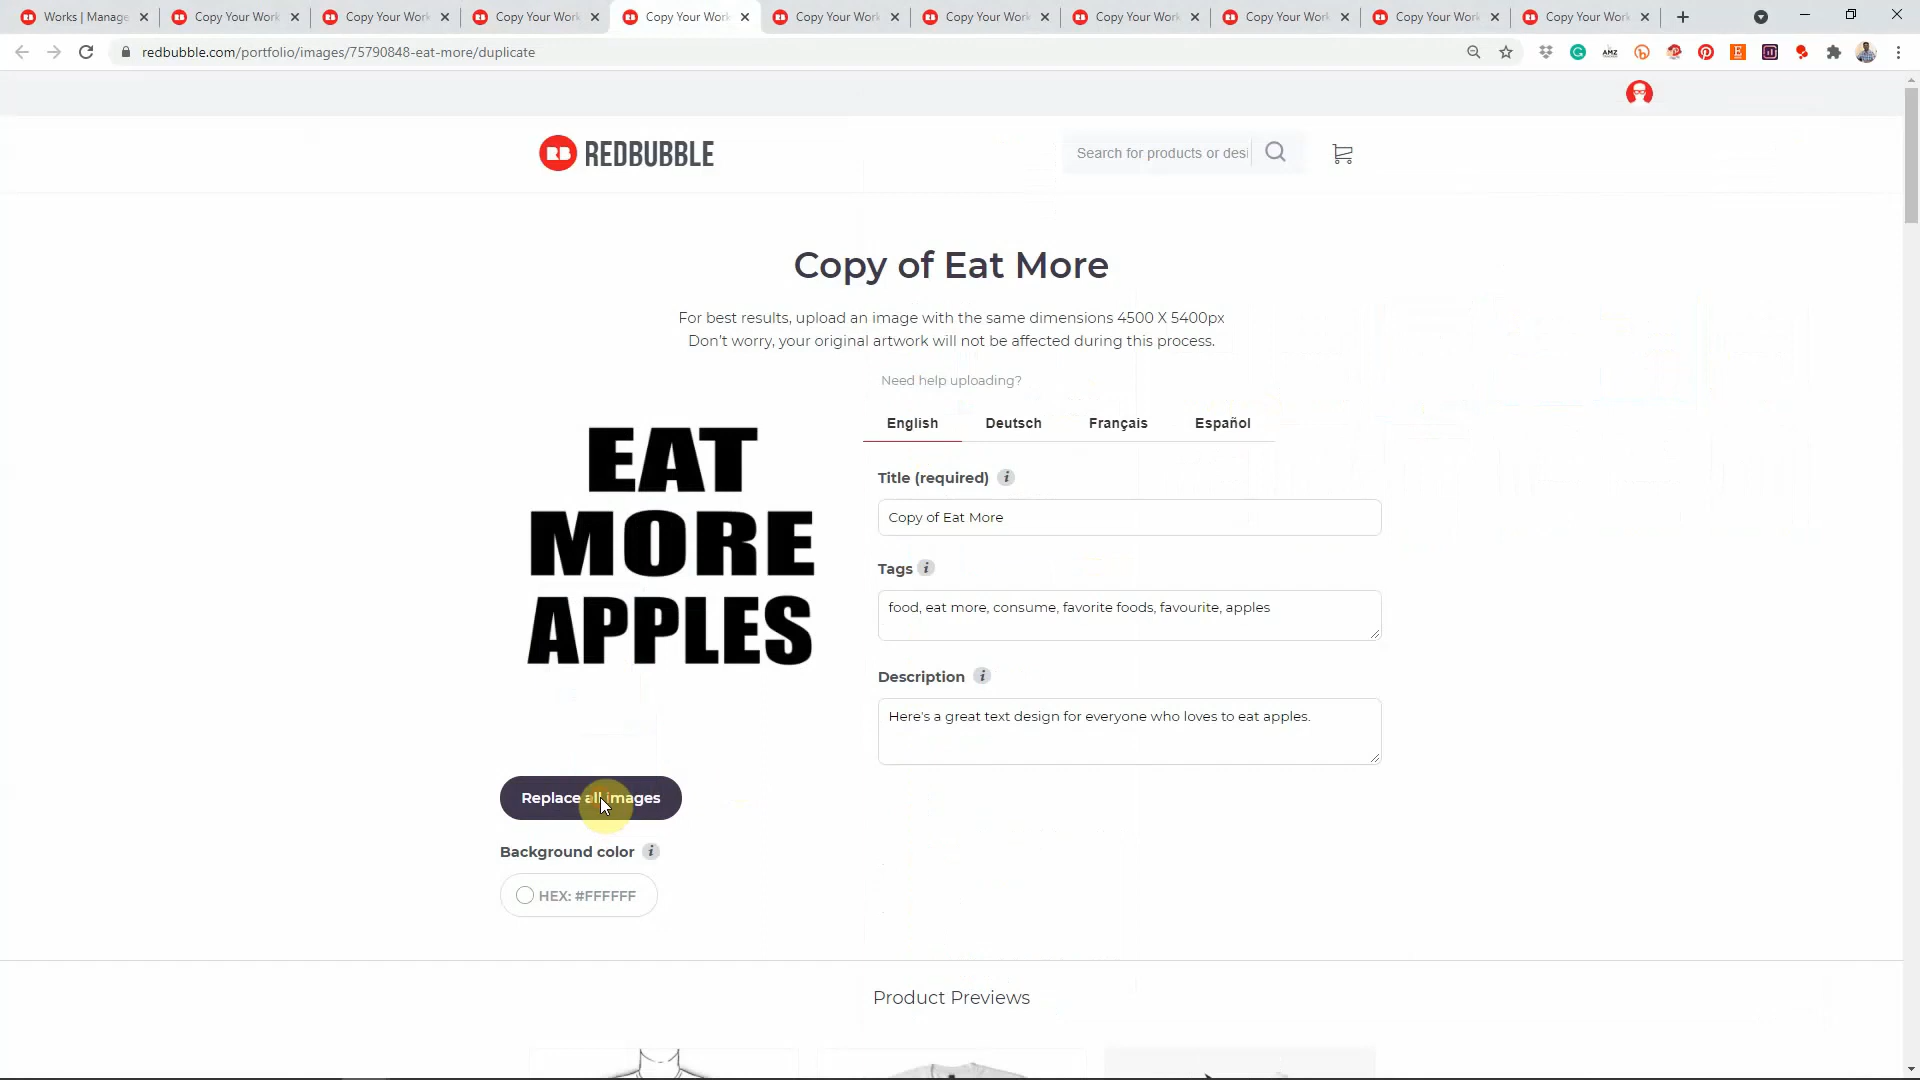 Works | Manage
Copy Your Work
Copy Your Work
Copy Your Work
Copy Your Work
Copy Your Work
Copy Your Work
Copy Your Work
Copy Your Work
Copy Your Work
Copy Your Work
redbubble.com/portfolio/images/75790848-eat-more/duplicate
RB REDBUBBLE
Search for products or desi
Copy of Eat More
For best results, upload an image with the same dimensions 4500 X 5400px
Don't worry, your original artwork will not be affected during this process.
Need help uploading?
English Deutsch Français Español
EAT
MORE
APPLES
Title (required) i
Copy of Eat More
Tags i
food, eat more, consume, favorite foods, favourite, apples
Description i
Here's a great text design for everyone who loves to eat apples.
Replace all images
Background color i
HEX: #FFFFFF
Product Previews